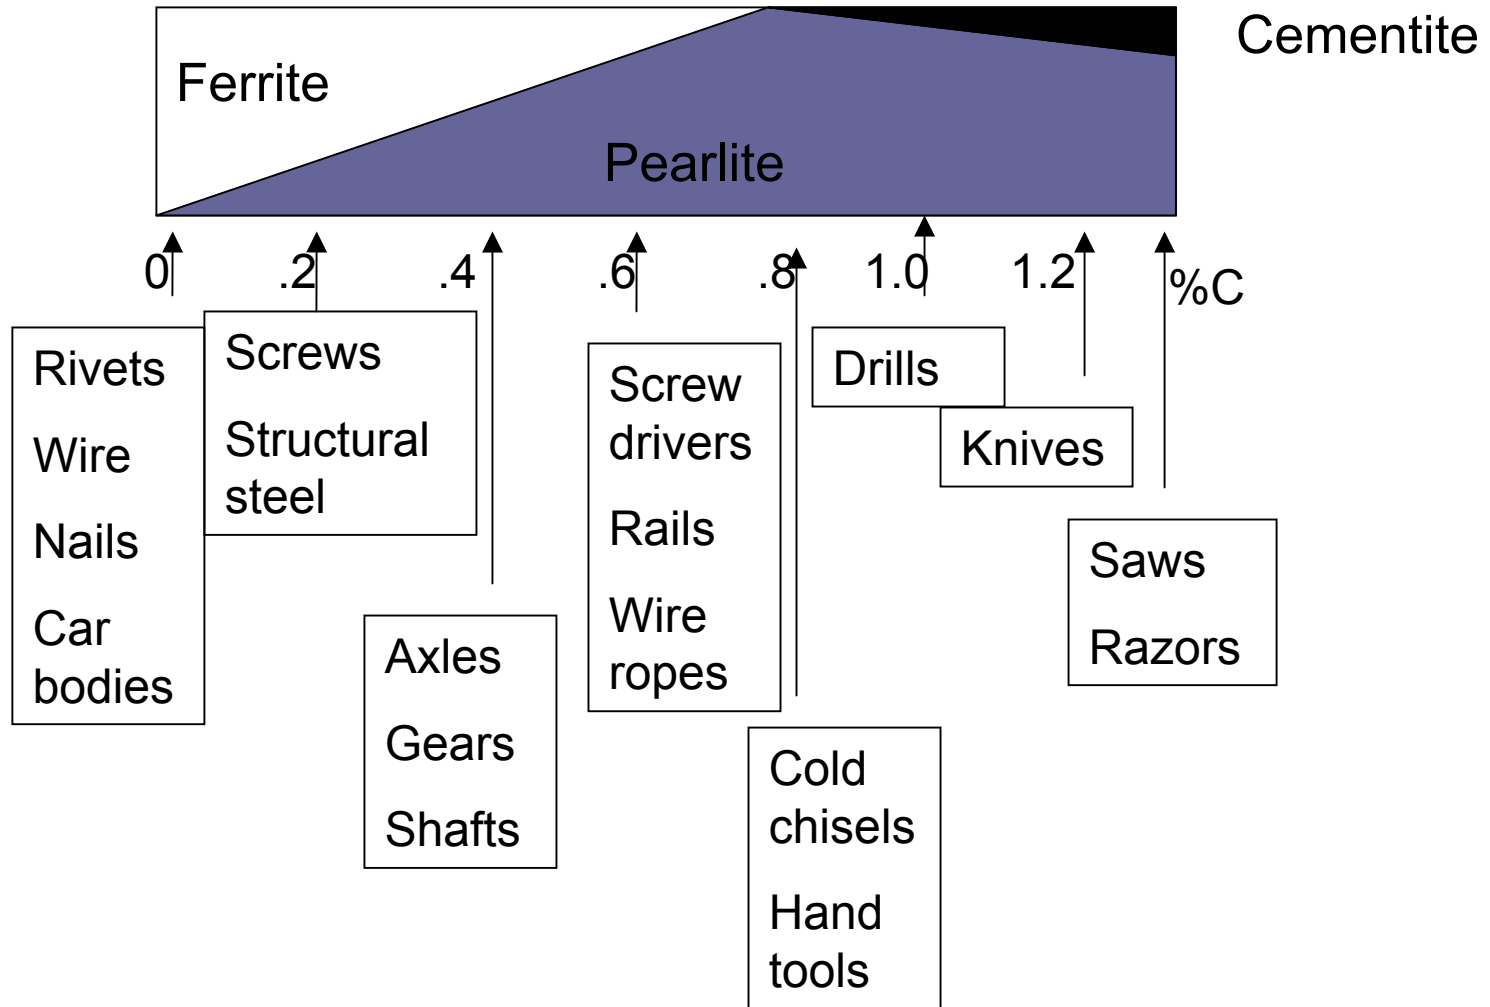 Cementite
Ferrite
Pearlite
0 .2 .4 .6 .8 1.0 1.2 %C
Rivets
Wire
Nails
Car
bodies
Screws
Structural
steel
Axles
Gears
Shafts
Screw
drivers
Rails
Wire
ropes
Cold
chisels
Hand
tools
Drills
Knives
Saws
Razors